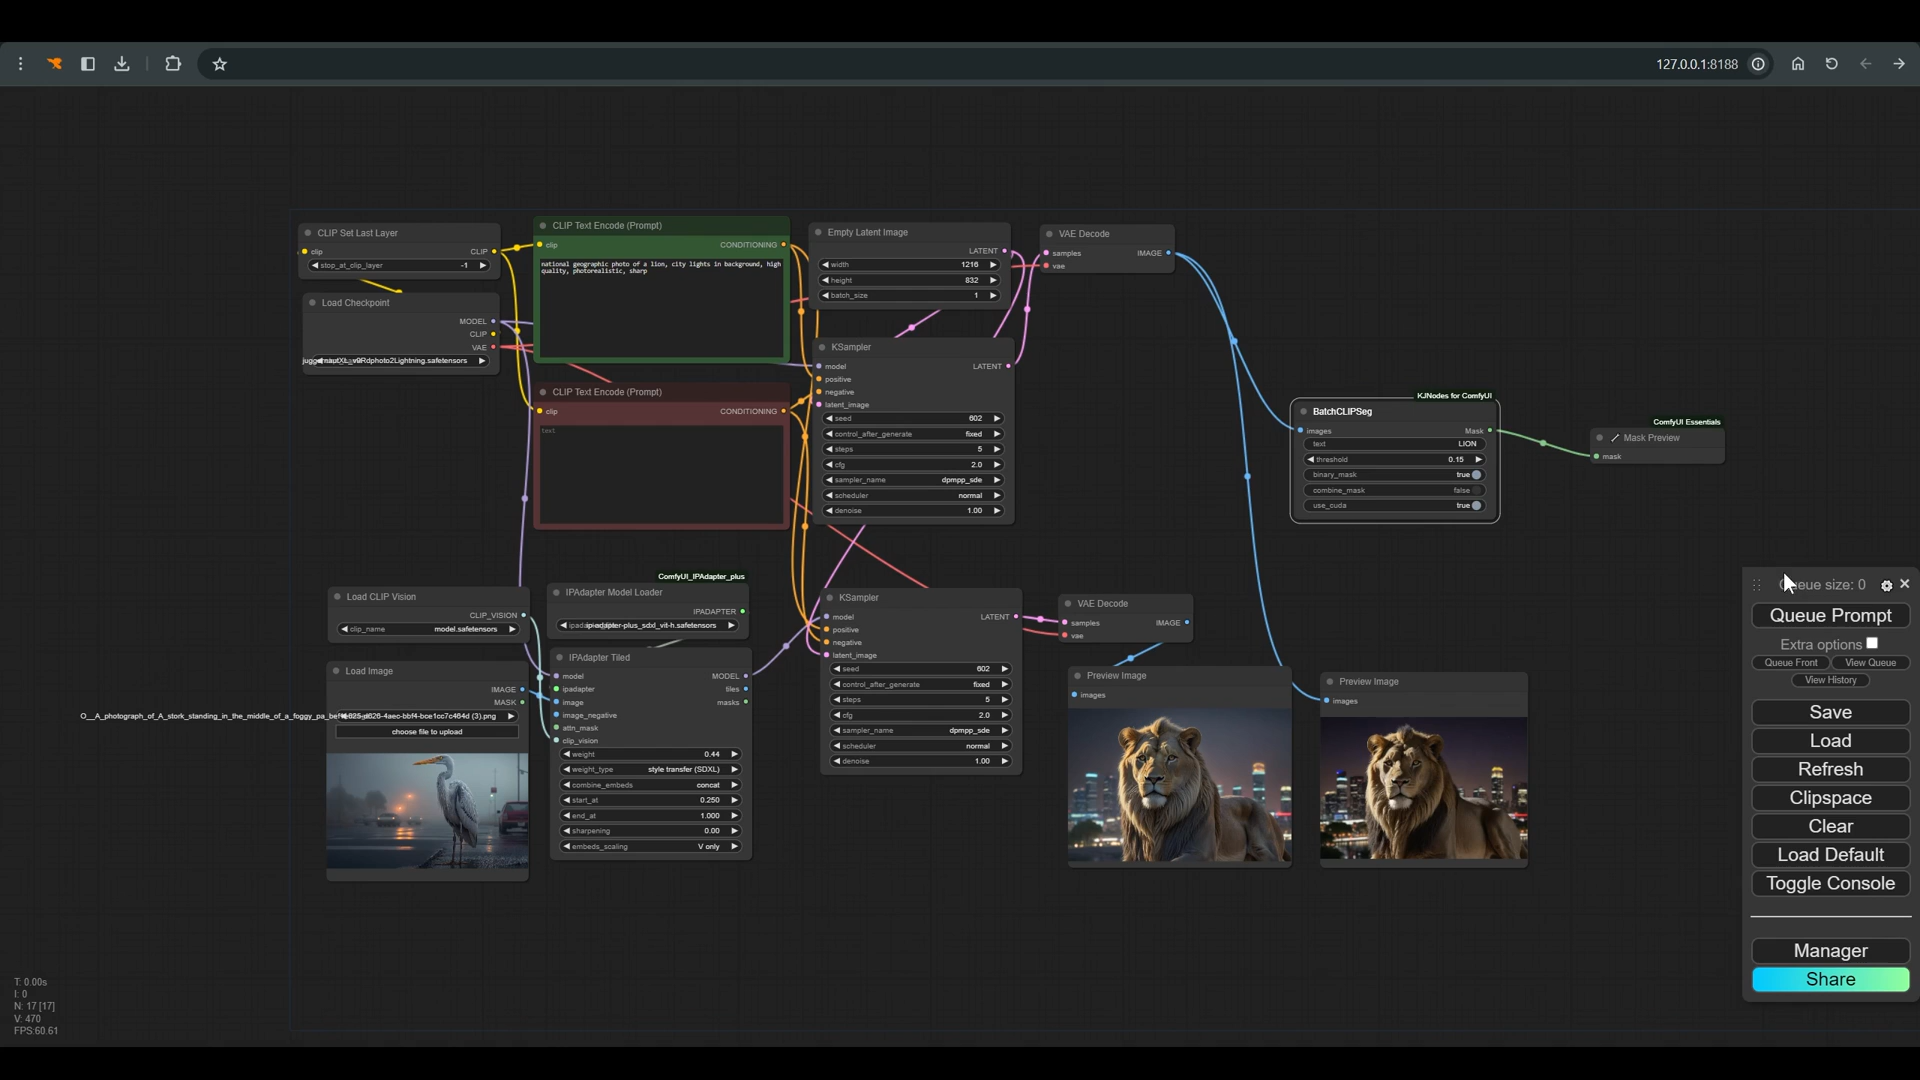 127.0.0.1:8188
CLIP Set Last Layer
clip CLIP
stop_at_clip_layer -1
Load Checkpoint
MODEL
CLIP
VAE
CLIP Text Encode (Prompt)
clip CONDITIONING
national geographic photo of a lion, city lights in background, high
quality, photorealistic, sharp
CLIP Text Encode (Prompt)
clip CONDITIONING
text
Empty Latent Image
LATENT
width 1216
height 832
batch_size 1
KSampler
model LATENT
positive
negative
latent_image
seed 602
control_after_generate fixed
steps 5
cfg 2.0
sampler_name dpmpp_sde
scheduler normal
denoise 1.00
VAE Decode
samples IMAGE
vae
KJNodes for ComfyUI
BatchCLIPSeg
images Mask
text LION
threshold 0.15
binary_mask true
combine_mask false
use_cuda true
ComfyUI Essentials
Mask Preview
mask
Load CLIP Vision
CLIP_VISION
clip_name model.safetensors
Load Image
IMAGE
MASK
choose file to upload
ComfyUI_IPAdapter_plus
IPAdapter Model Loader
IPADAPTER
IPAdapter Tiled
model MODEL
ipadapter tiles
image masks
image_negative
attn_mask
clip_vision
weight 0.44
weight_type style transfer (SDXL)
combine_embeds concat
start_at 0.250
end_at 1.000
sharpening 0.00
embeds_scaling V only
KSampler
model LATENT
positive
negative
latent_image
seed 602
control_after_generate fixed
steps 5
cfg 2.0
sampler_name dpmpp_sde
scheduler normal
denoise 1.00
VAE Decode
samples IMAGE
vae
Preview Image
images
Preview Image
images
size: 0
Queue Prompt
Extra options
Queue Front View Queue
View History
Save
Load
Refresh
Clipspace
Clear
Load Default
Toggle Console
Manager
Share
T: 0.00s
I: 0
N: 17 [17]
V: 470
FPS:60.61